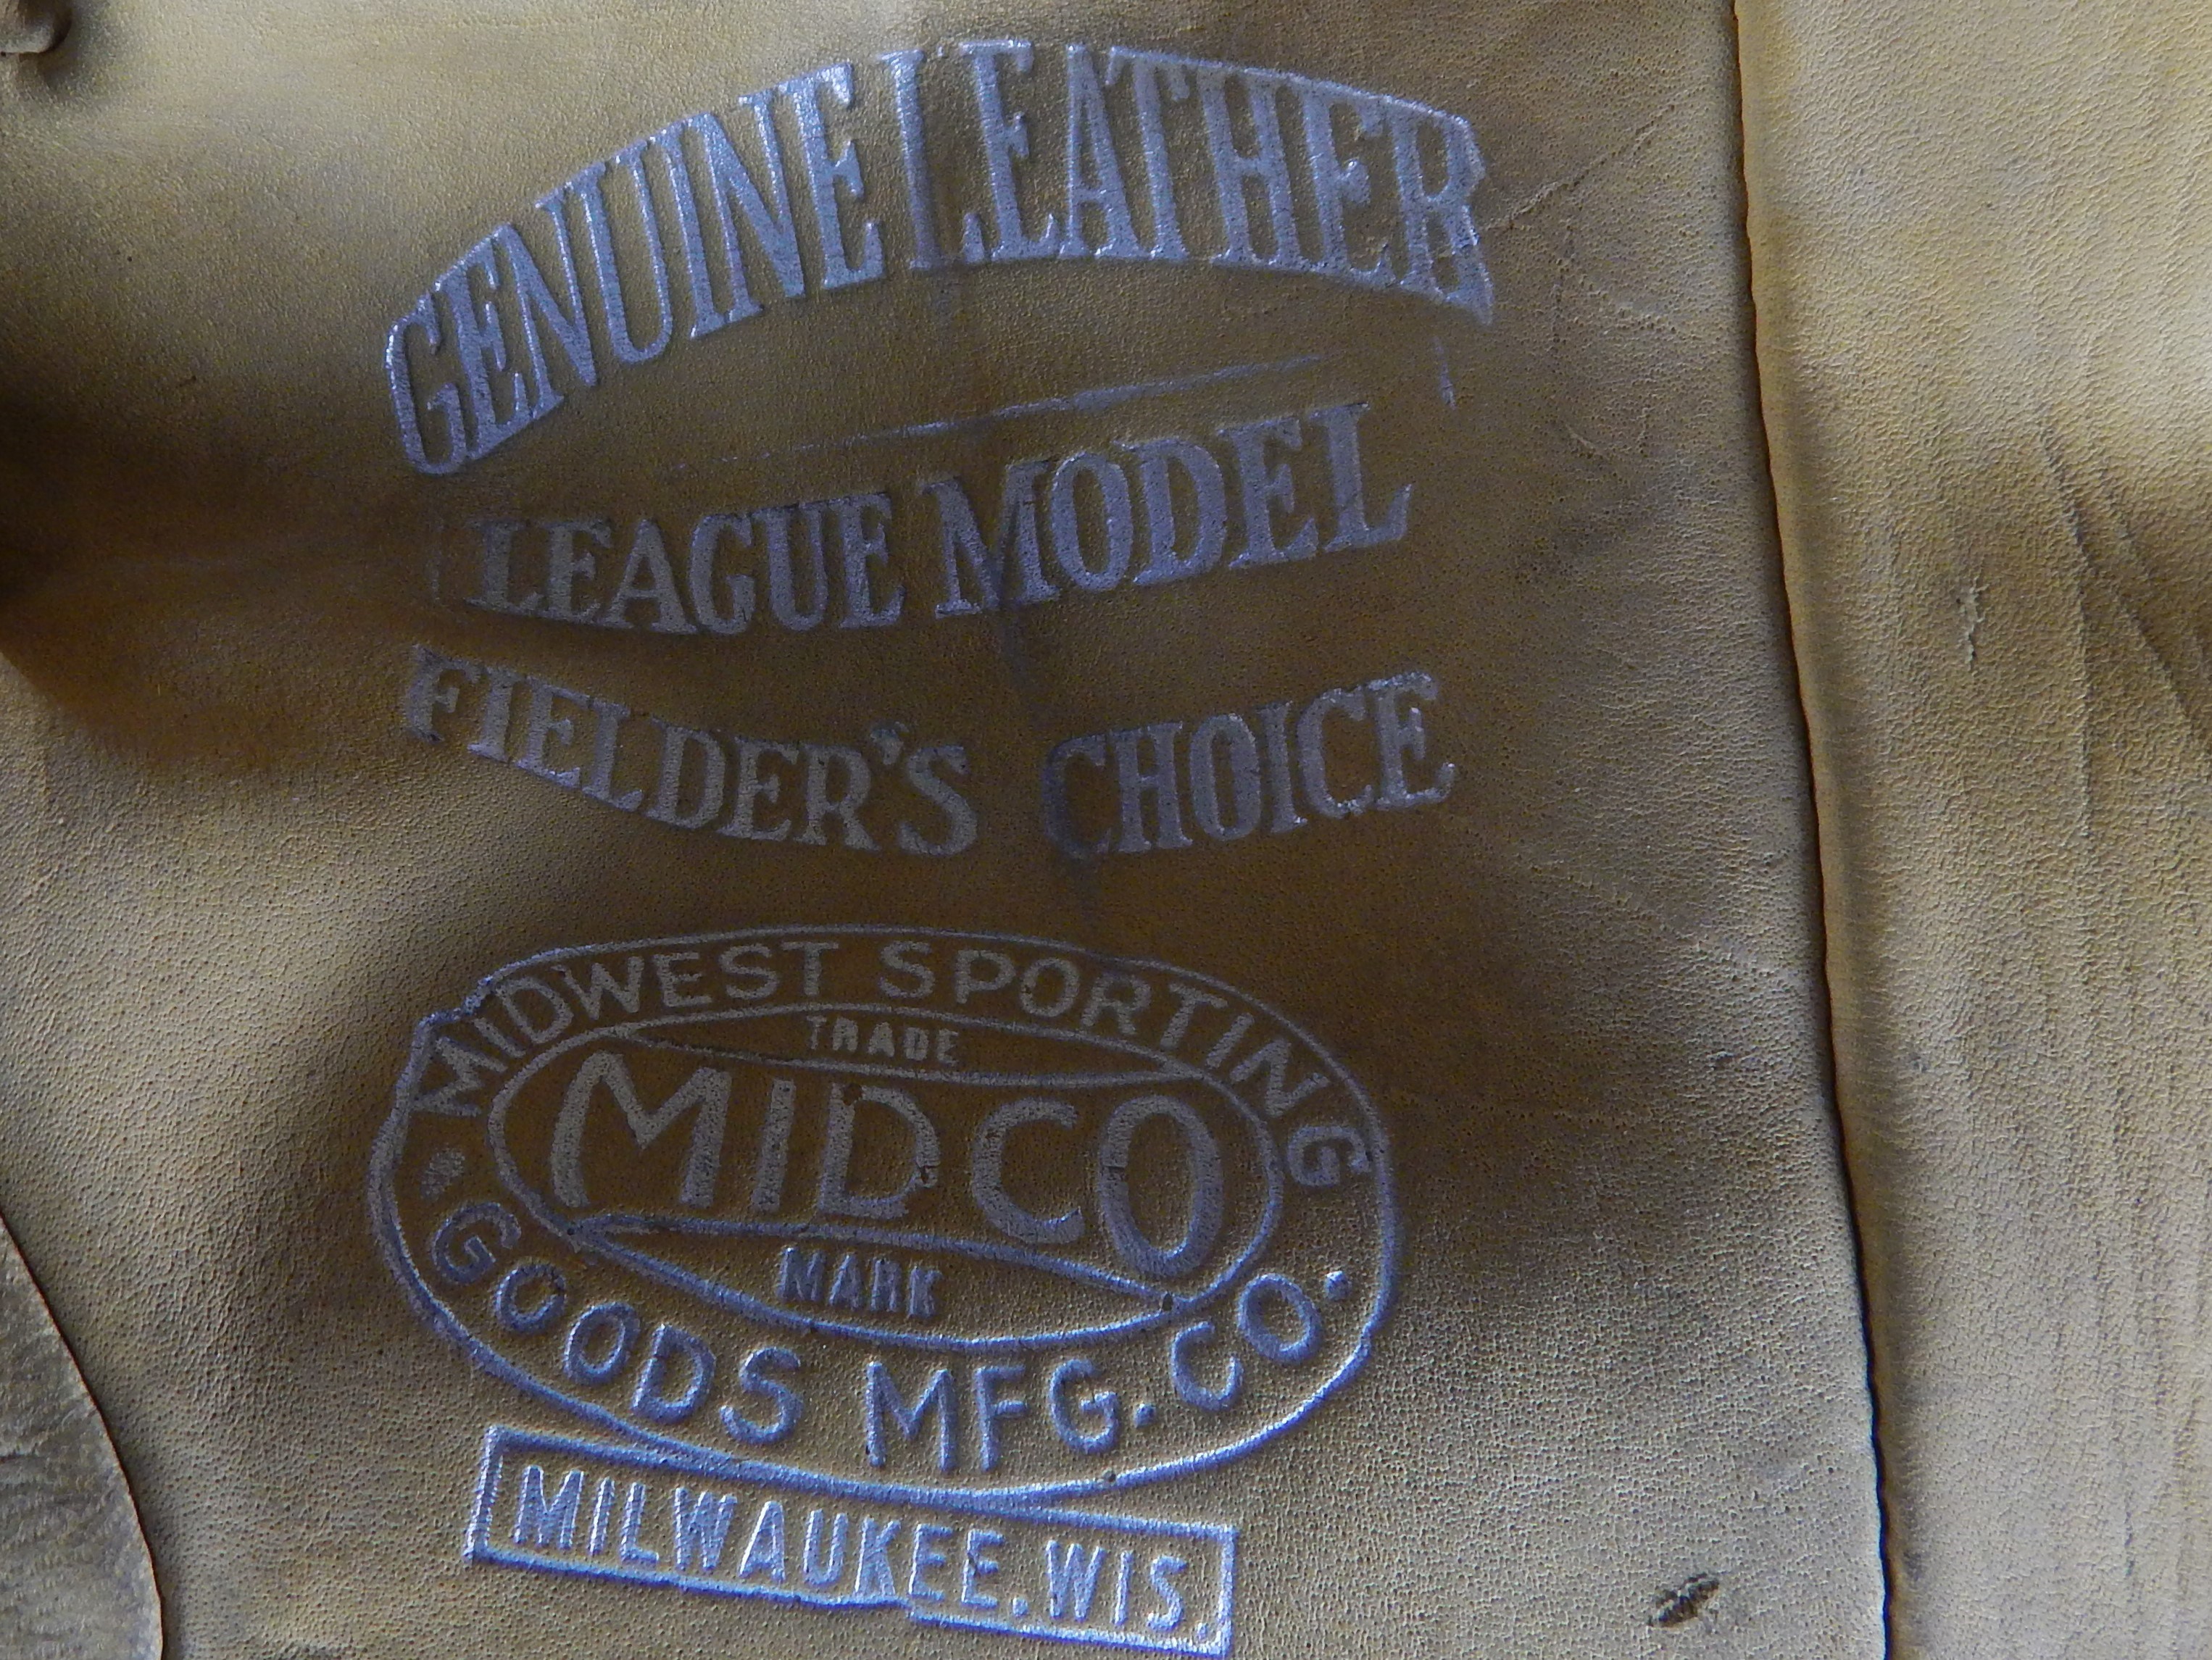 GENUINE LEATHER
LEAGUE MODEL
FIELDER'S CHOICE
MIDWEST SPORTING
TRADE
MIDCO
MARK
GOODS MFG. CO.
MILWAUKEE, WIS.